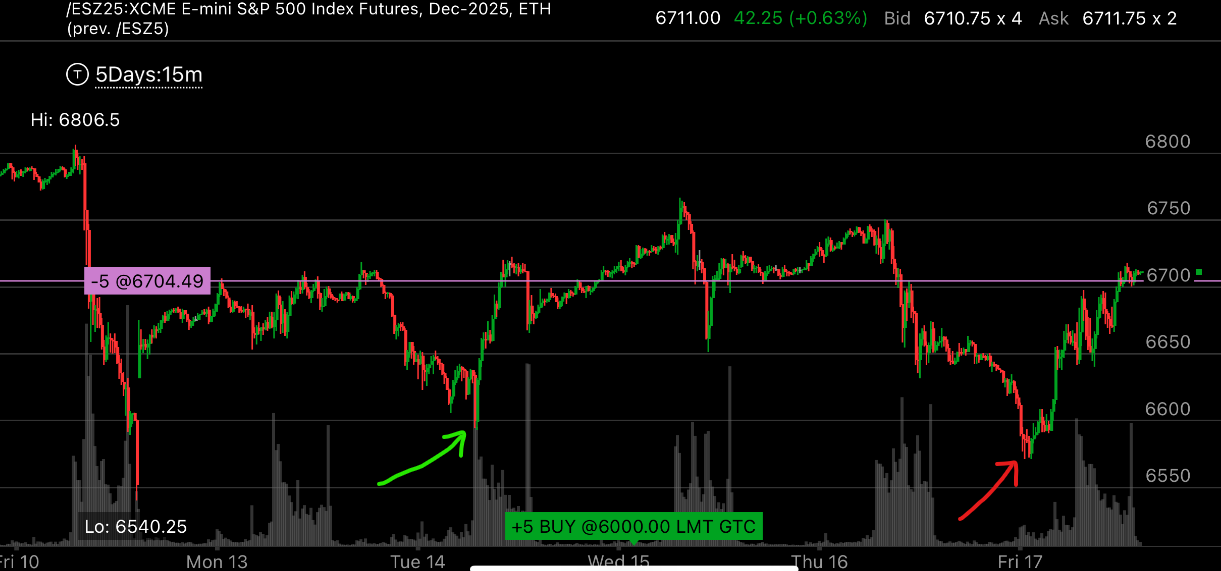 /ESZ25:XCME E-mini S&P 500 Index Futures, Dec-2025, ETH
(prev. /ESZ5)
6711.00 42.25 (+0.63%) Bid 6710.75 x 4 Ask 6711.75 x 2
T 5Days:15m
Hi: 6806.5
6800
6750
-5 @6704.49
6700
6650
6600
6550
Lo: 6540.25
+5 BUY @6000.00 LMT GTC
Fri 10 Mon 13 Tue 14 Wed 15 Thu 16 Fri 17